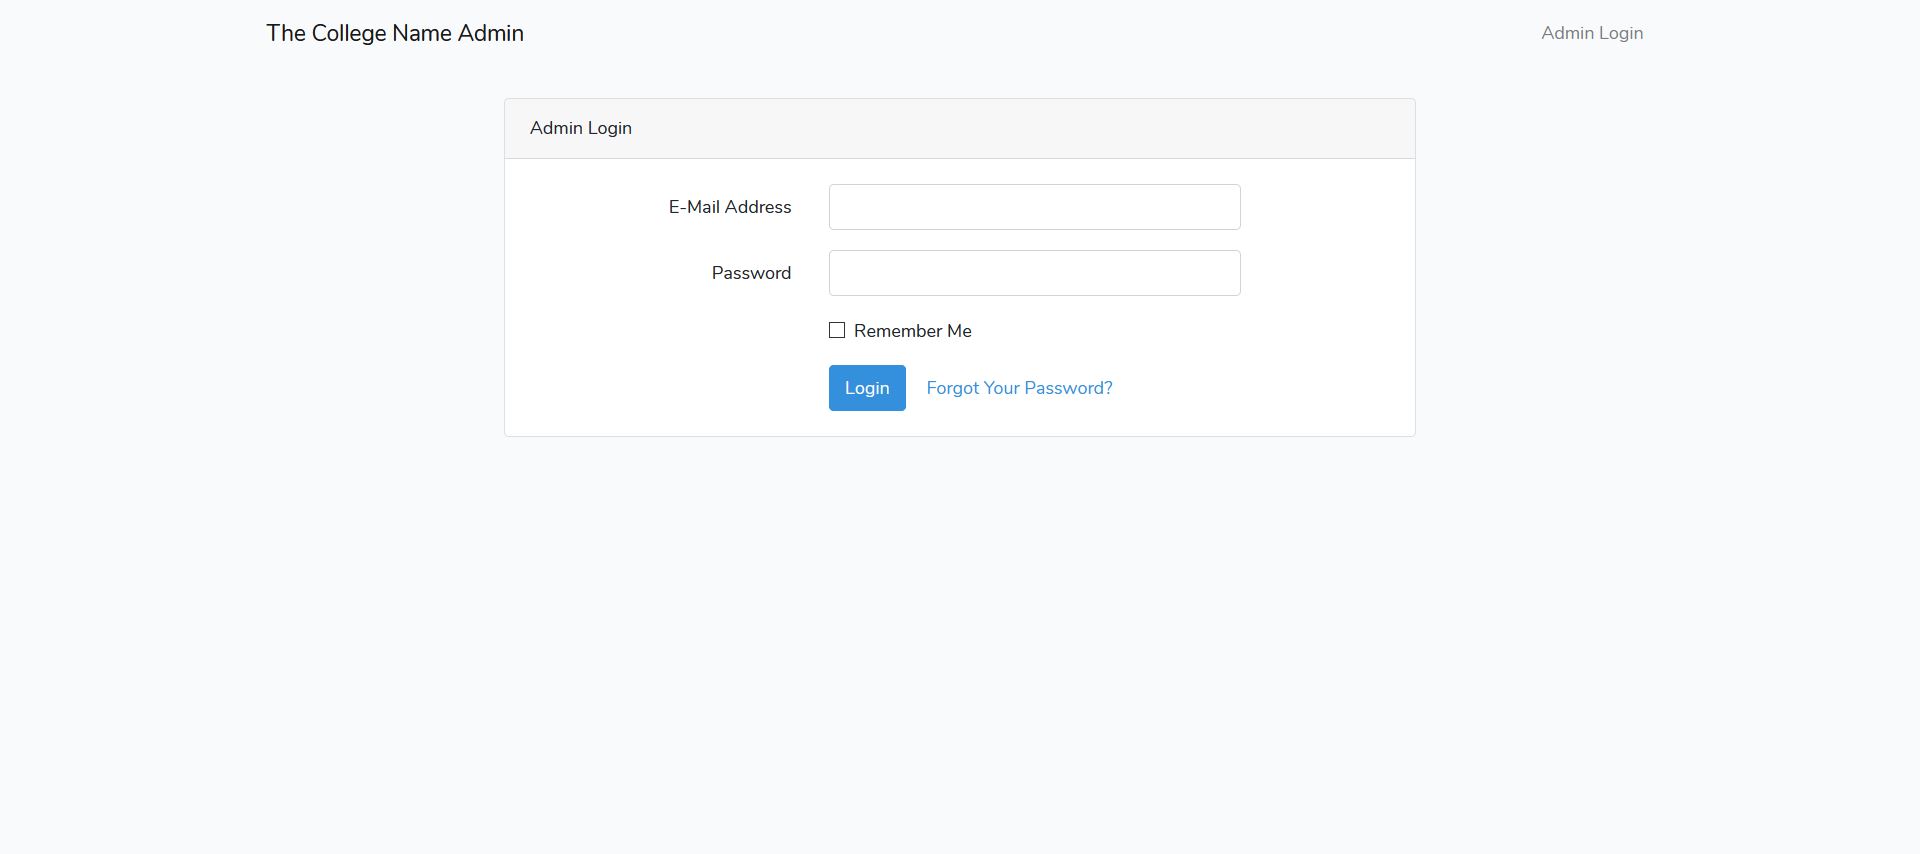 The College Name Admin
Admin Login
Admin Login
E-Mail Address
Password
Remember Me
Login Forgot Your Password?